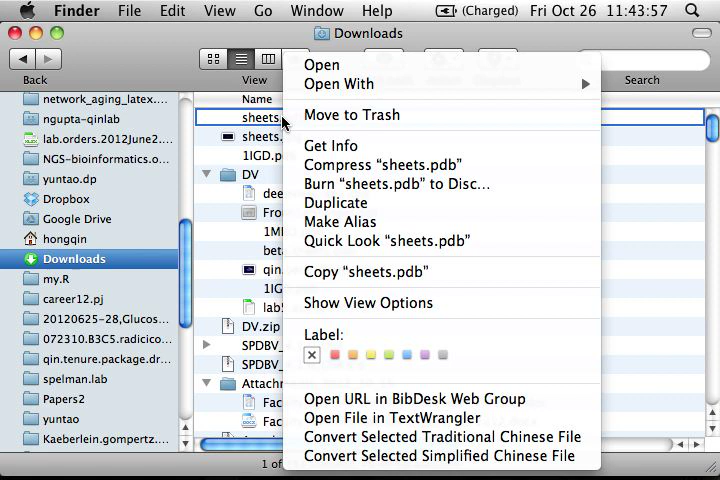 Finder File Edit View Go Window Help (Charged) Fri Oct 26 11:43:57
Downloads
Back View Search
network_aging_latex....
ngupta-qinlab
lab.orders.2012June2....
NGS-bioinformatics.o...
yuntao.dp
Dropbox
Google Drive
hongqin
Downloads
my.R
career12.pj
20120625-28,Glucos...
072310.B3C5.radicico...
qin.tenure.package.dr...
spelman.lab
Papers2
yuntao
Kaeberlein.gompertz....
Name
sheets.
sheets.
1IGD.p
DV
dee
Fro
1M
beta
qin.
1IG
lab
DV.zip
SPDBV_
SPDBV_
Attachm
Fac
Fac
1 of
Open
Open With
Move to Trash
Get Info
Compress “sheets.pdb”
Burn “sheets.pdb” to Disc...
Duplicate
Make Alias
Quick Look “sheets.pdb”
Copy “sheets.pdb”
Show View Options
Label:
Open URL in BibDesk Web Group
Open File in TextWrangler
Convert Selected Traditional Chinese File
Convert Selected Simplified Chinese File